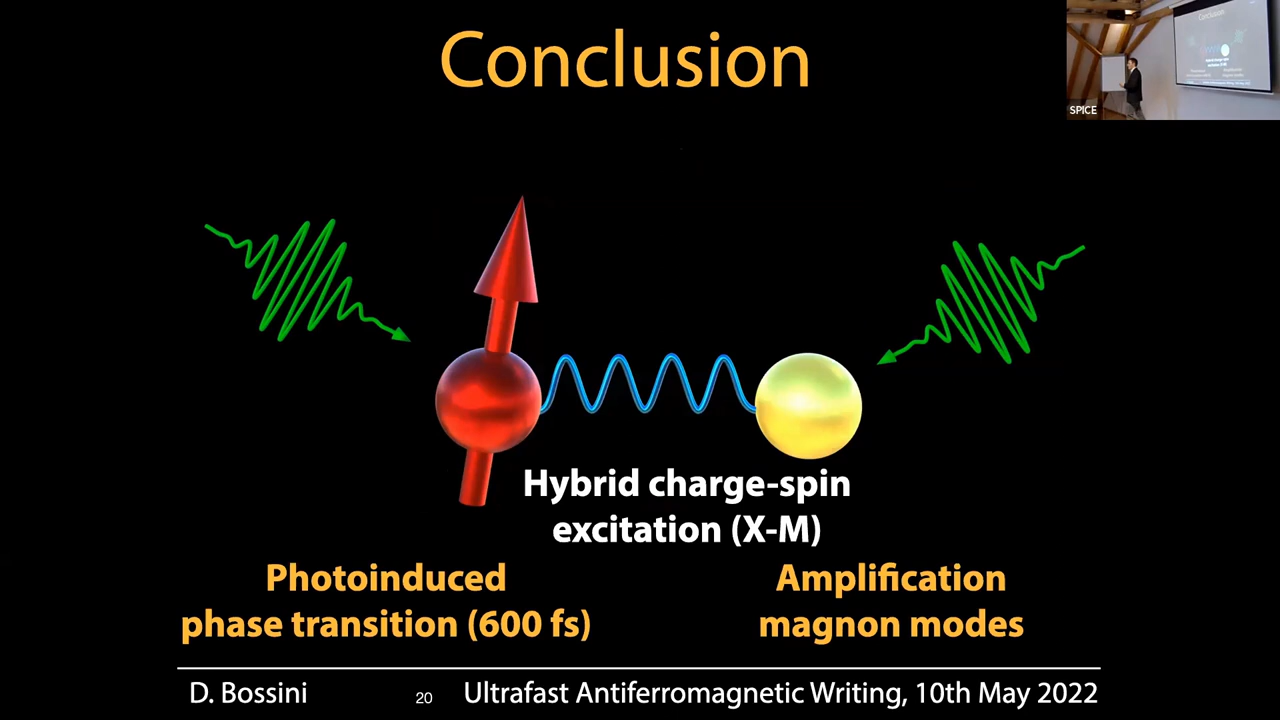 Conclusion
SPICE
Conclusion
Hybrid charge-spin
excitation (X-M)
Photoinduced
phase transition (600 fs)
Amplification
magnon modes
D. Bossini
20
Ultrafast Antiferromagnetic Writing, 10th May 2022